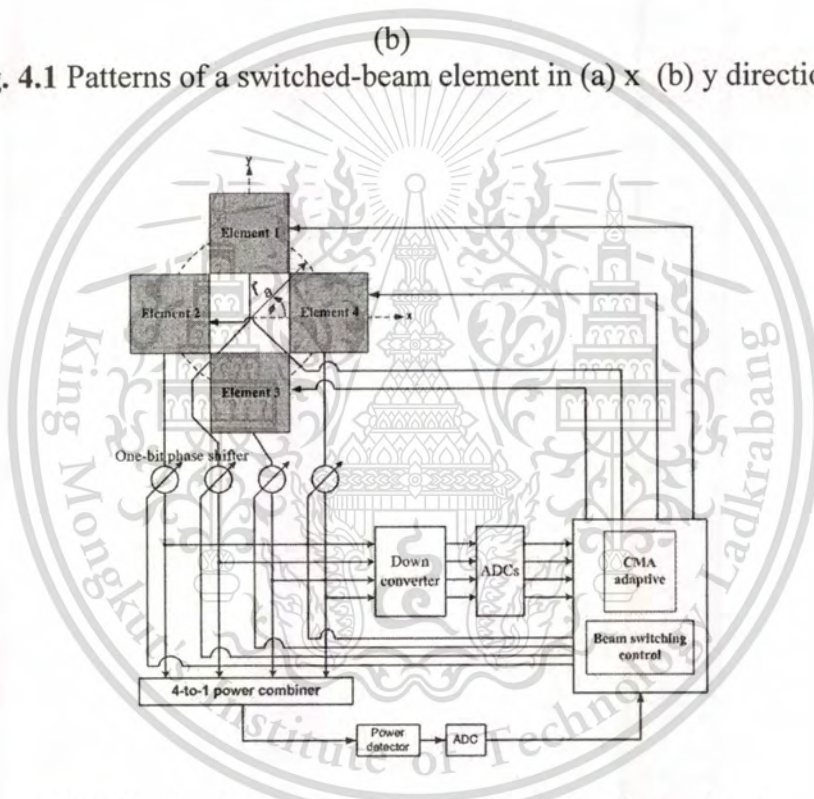 (b)
g. 4.1 Patterns of a switched-beam element in (a) x (b) y directio
y
Element 1
Element 2
r
a
ϕ
Element 4
x
Element 3
One-bit phase shifter
Down
converter
ADCs
CMA
adaptive
Beam switching
control
4-to-1 power combiner
Power
detector
ADC
King Mongkut's Institute of Technology Ladkrabang